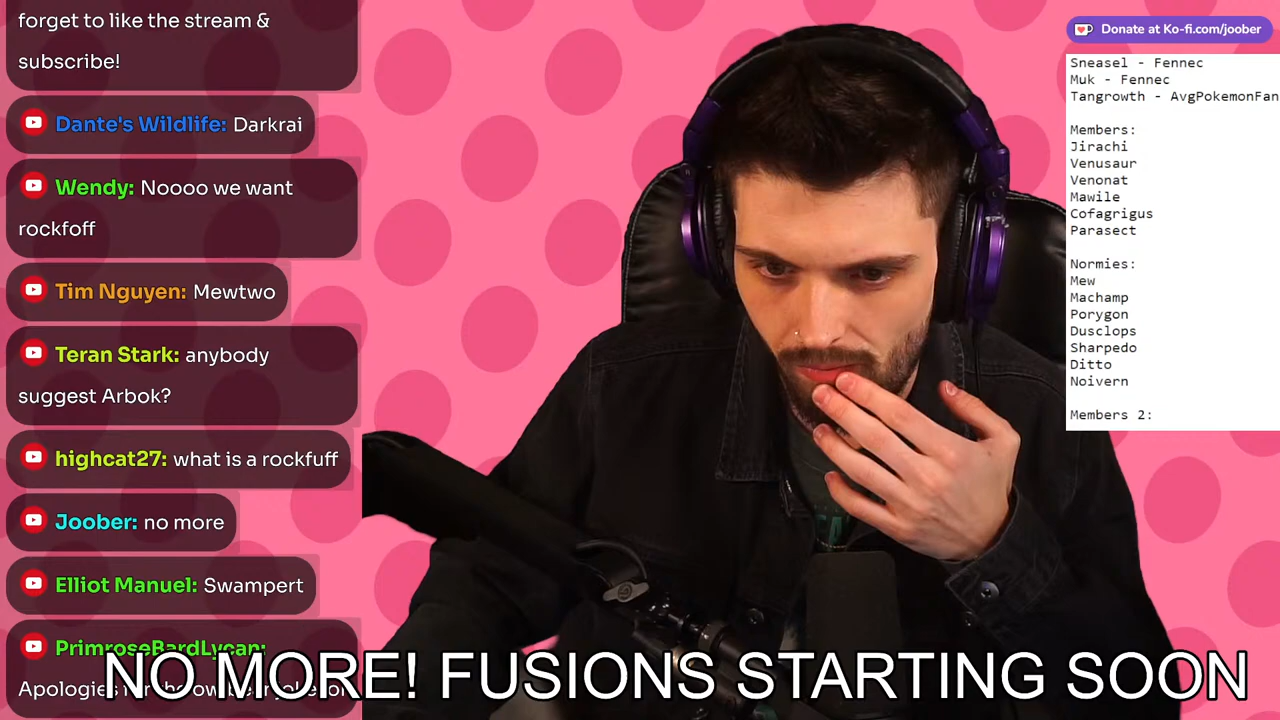 forget to like the stream &
subscribe!
Dante's Wildlife: Darkrai
Wendy: Noooo we want
rockfoff
Tim Nguyen: Mewtwo
Teran Stark: anybody
suggest Arbok?
highcat27: what is a rockfuff
Joober: no more
Elliot Manuel: Swampert
PrimroseBardLycan:
Apologies
NO MORE! FUSIONS STARTING SOON
Donate at Ko-fi.com/joober
Sneasel - Fennec
Muk - Fennec
Tangrowth - AvgPokemonFan
Members:
Jirachi
Venusaur
Venonat
Mawile
Cofagrigus
Parasect
Normies:
Mew
Machamp
Porygon
Dusclops
Sharpedo
Ditto
Noivern
Members 2: